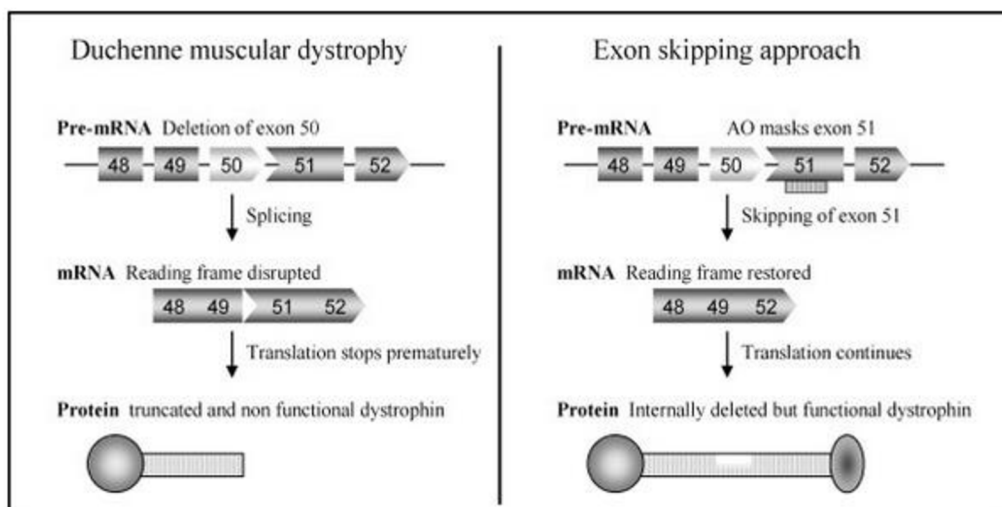 Duchenne muscular dystrophy
Pre-mRNA Deletion of exon 50
48 49 50 51 52
Splicing
mRNA Reading frame disrupted
48 49 51 52
Translation stops prematurely
Protein truncated and non functional dystrophin
Exon skipping approach
Pre-mRNA AO masks exon 51
48 49 50 51 52
Skipping of exon 51
mRNA Reading frame restored
48 49 52
Translation continues
Protein Internally deleted but functional dystrophin